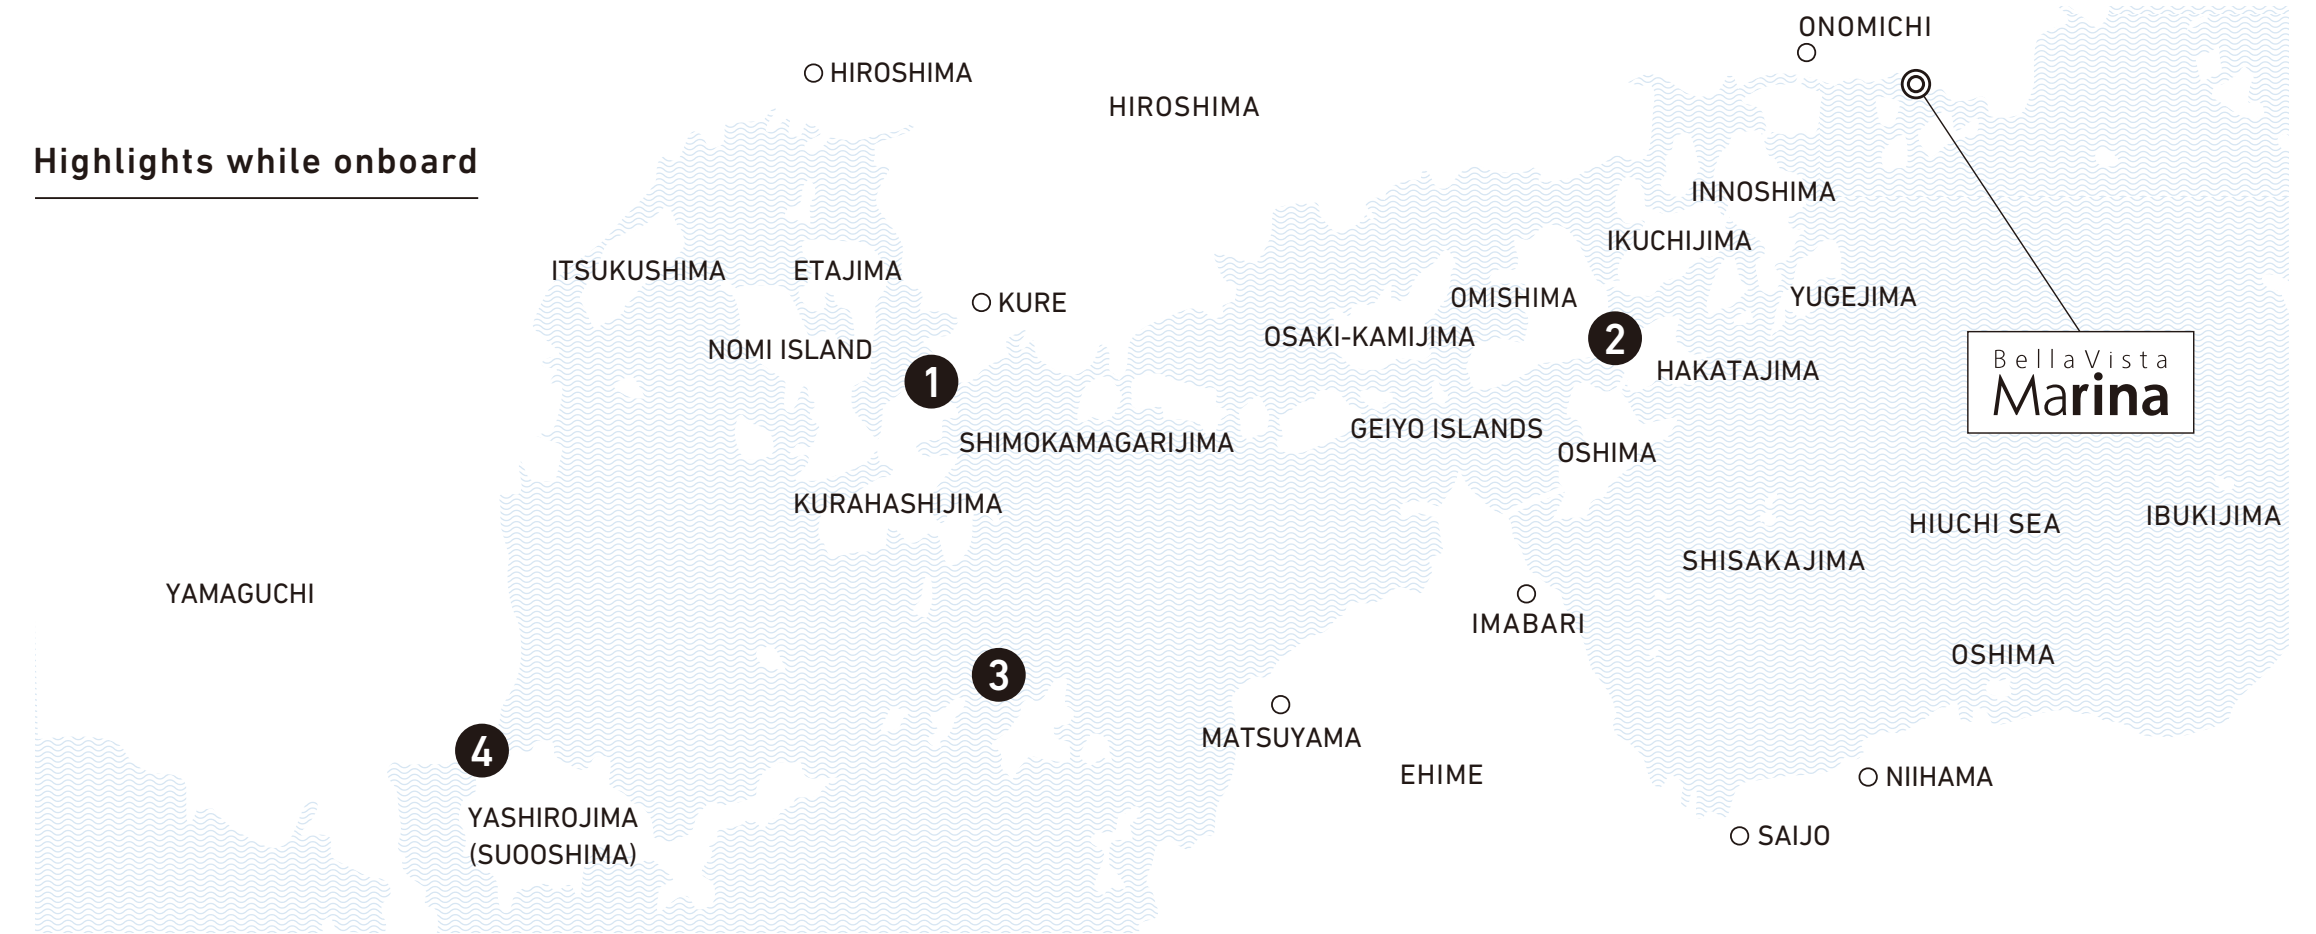 ONOMICHI
HIROSHIMA
HIROSHIMA
Highlights while onboard
INNOSHIMA
IKUCHIJIMA
ITSUKUSHIMA
ETAJIMA
KURE
OMISHIMA
YUGEJIMA
OSAKI-KAMIJIMA
2
NOMI ISLAND
BellaVista
Marina
HAKATAJIMA
1
GEIYO ISLANDS
SHIMOKAMAGARIJIMA
OSHIMA
KURAHASHIJIMA
IBUKIJIMA
HIUCHI SEA
SHISAKAJIMA
YAMAGUCHI
IMABARI
OSHIMA
3
MATSUYAMA
4
EHIME
NIIHAMA
YASHIROJIMA
(SUOOSHIMA)
SAIJO